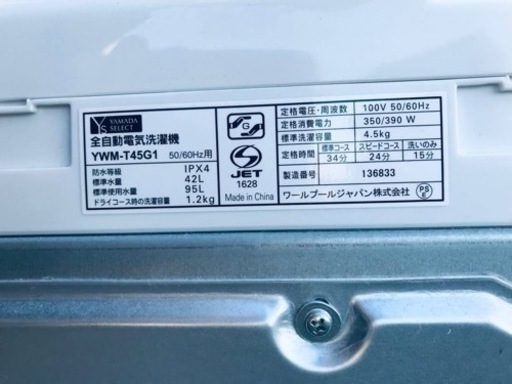 YAMADA
SELECT
全自動電気洗濯機
YWM-T45G1 50/60Hz用
防水等級 IPX4
標準水量 42L
標準使用水量 95L
ドライコース時の洗濯容量 1.2kg
G
S
JET
1628
Made in China
定格電圧・周波数 100V 50/60Hz
定格消費電力 350/390 W
標準洗濯容量 4.5kg
定格時間 標準コース スピードコース 洗いのみ
34分 24分 15分
製造番号 136833
ワールプールジャパン株式会社
PS
E